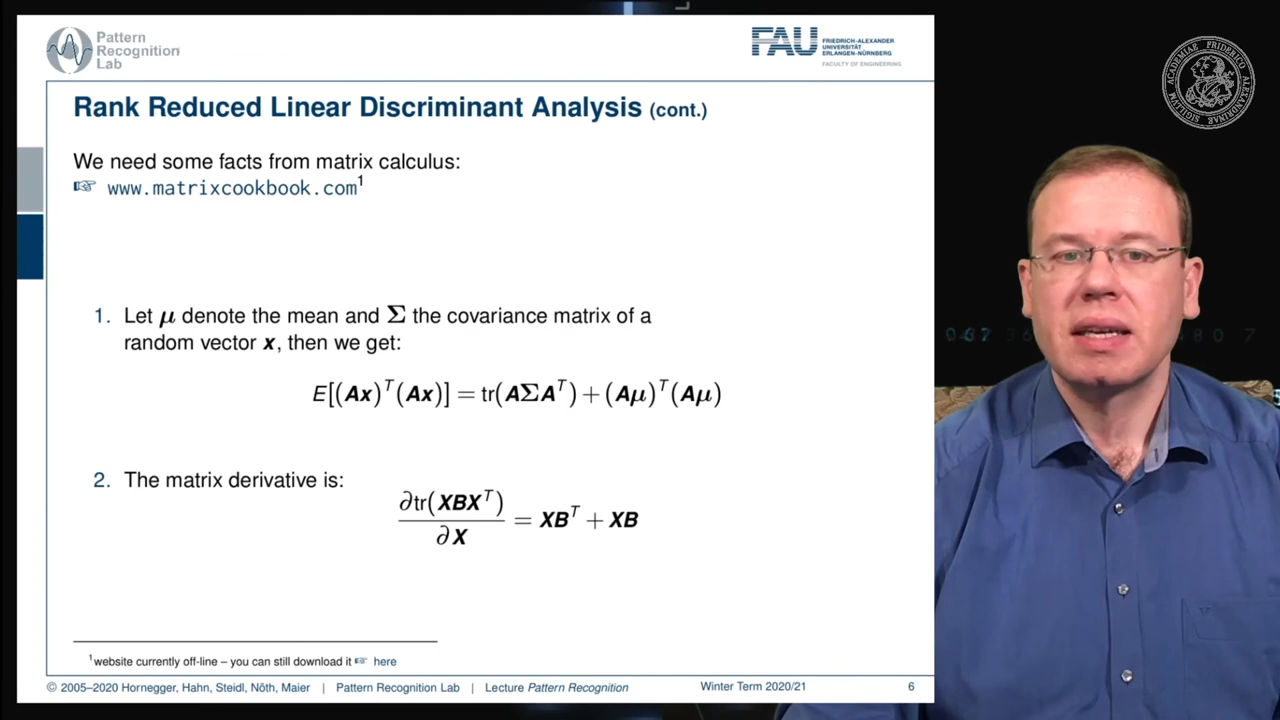 Pattern
Recognition
Lab
FAU
FRIEDRICH-ALEXANDER
UNIVERSITÄT
ERLANGEN-NÜRNBERG
FACULTY OF ENGINEERING
Rank Reduced Linear Discriminant Analysis (cont.)
We need some facts from matrix calculus:
☞ www.matrixcookbook.com¹
1. Let μ denote the mean and Σ the covariance matrix of a
random vector x, then we get:
E[(Ax)ᵀ(Ax)] = tr(AΣAᵀ) + (Aμ)ᵀ(Aμ)
2. The matrix derivative is:
∂tr(XBXᵀ)/∂X = XBᵀ + XB
¹website currently off-line – you can still download it ☞ here
© 2005–2020 Hornegger, Hahn, Steidl, Nöth, Maier | Pattern Recognition Lab | Lecture Pattern Recognition Winter Term 2020/21 6